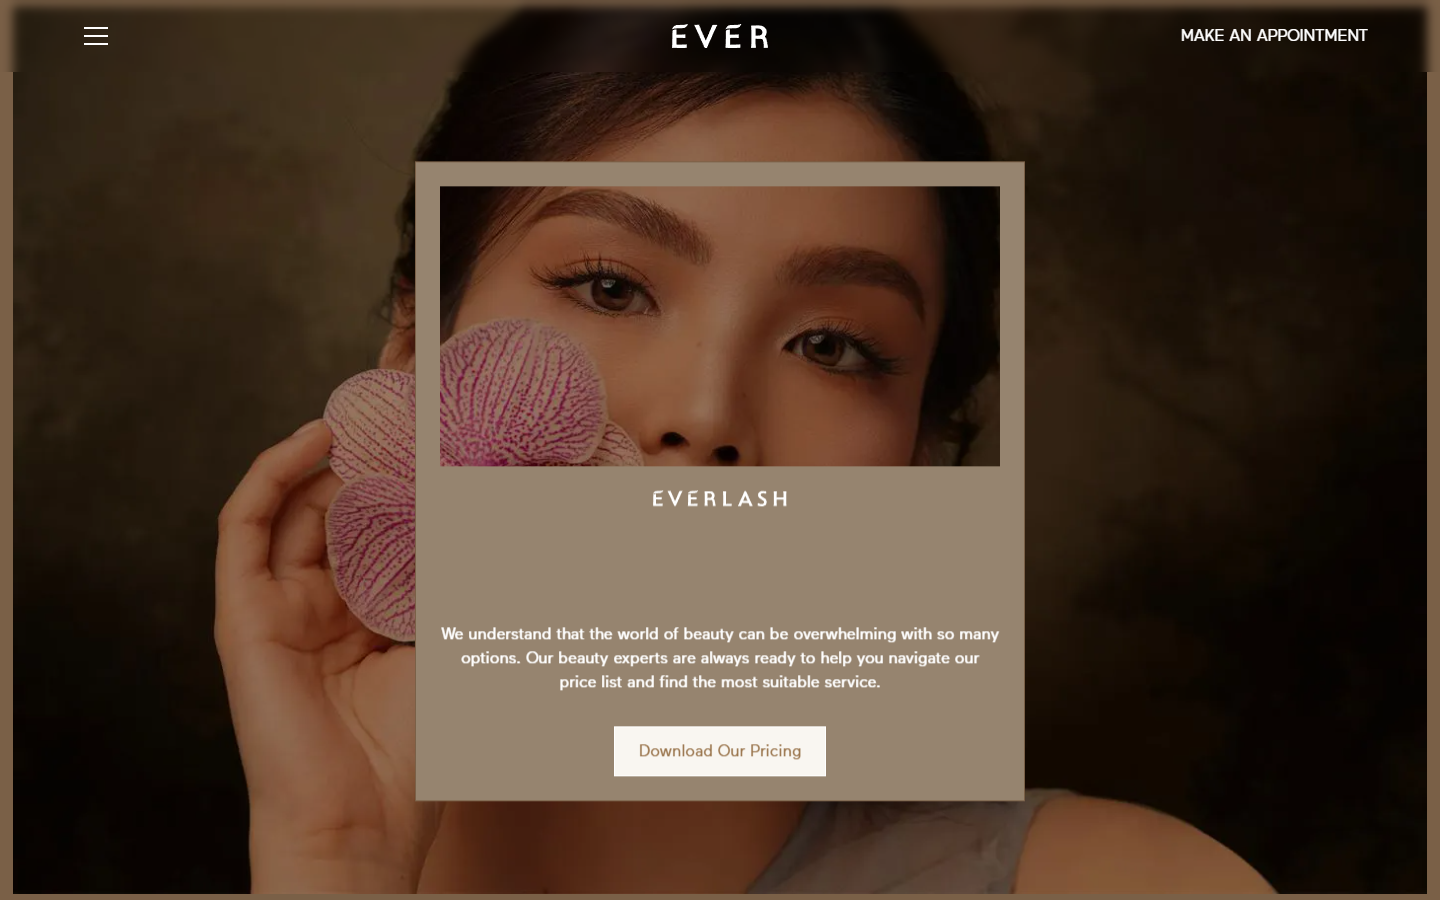 EVER
MAKE AN APPOINTMENT
EVERLASH
We understand that the world of beauty can be overwhelming with so many
options. Our beauty experts are always ready to help you navigate our
price list and find the most suitable service.
Download Our Pricing